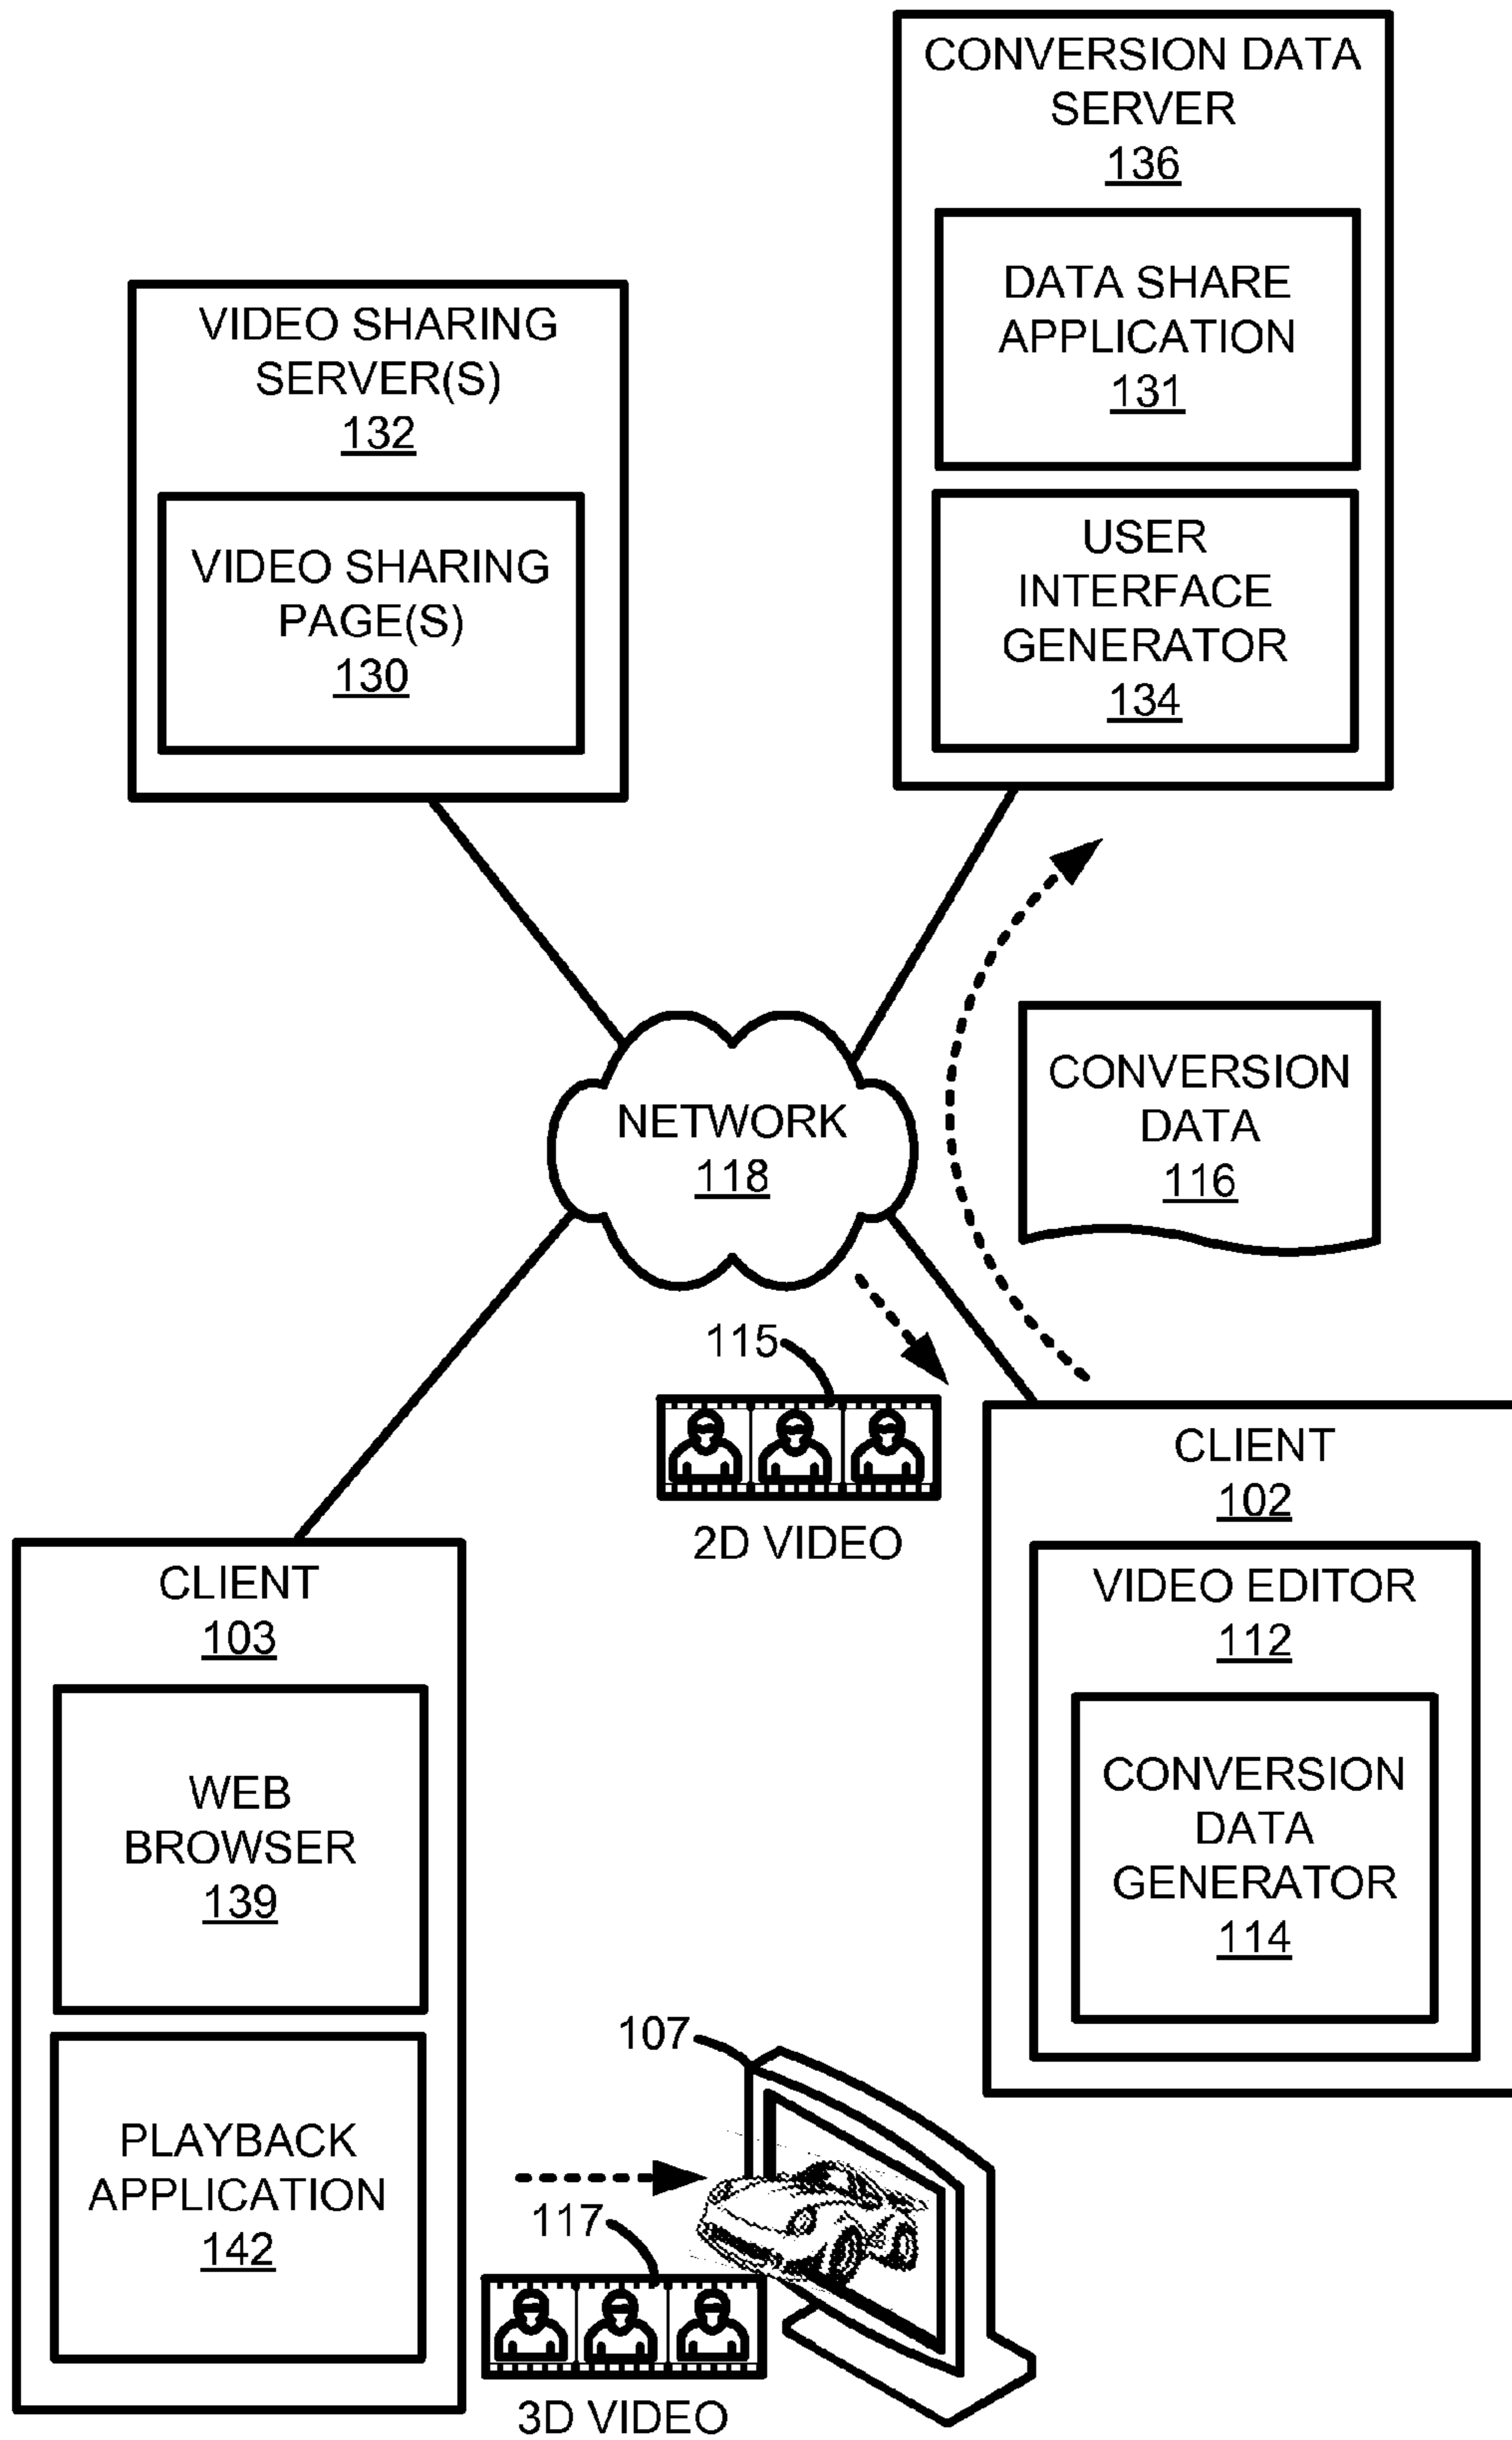 CONVERSION DATA
SERVER
136
DATA SHARE
APPLICATION
131
USER
INTERFACE
GENERATOR
134
VIDEO SHARING
SERVER(S)
132
VIDEO SHARING
PAGE(S)
130
NETWORK
118
CONVERSION
DATA
116
115
2D VIDEO
CLIENT
102
VIDEO EDITOR
112
CONVERSION
DATA
GENERATOR
114
CLIENT
103
WEB
BROWSER
139
PLAYBACK
APPLICATION
142
107
117
3D VIDEO